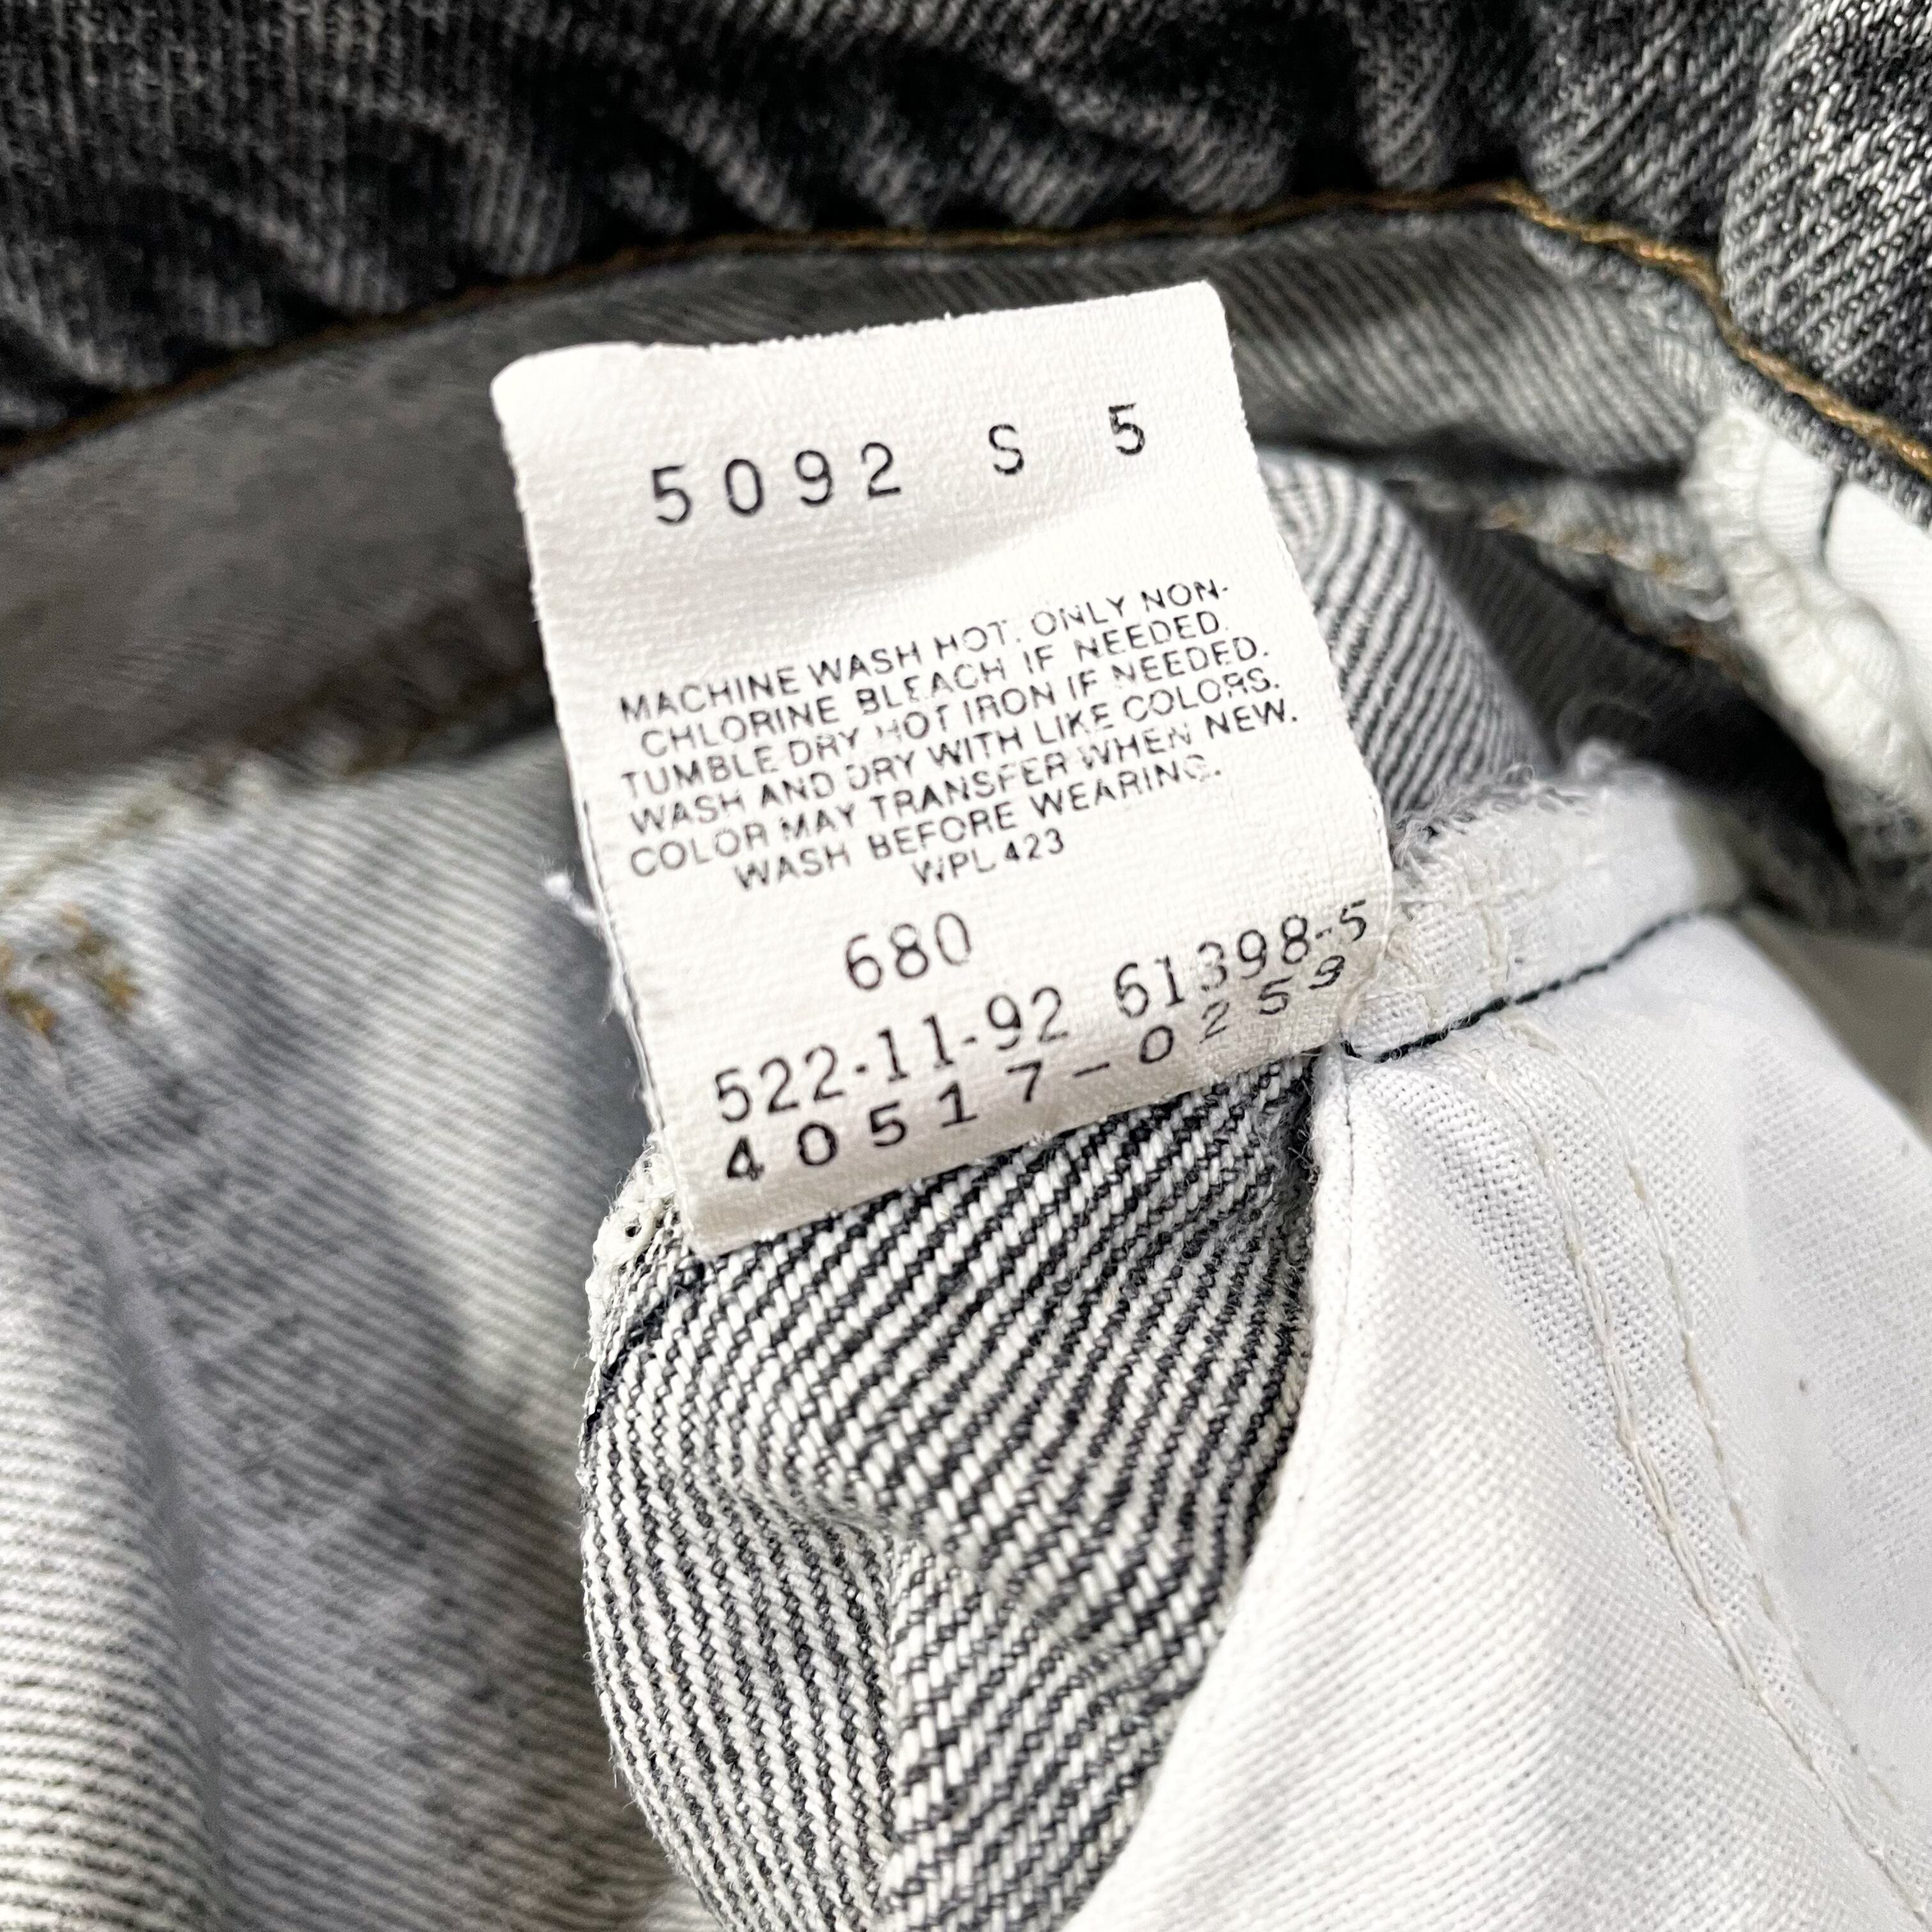 5092 S 5
MACHINE WASH HOT. ONLY NON-
CHLORINE BLEACH IF NEEDED.
TUMBLE DRY HOT IRON IF NEEDED.
WASH AND DRY WITH LIKE COLORS.
COLOR MAY TRANSFER WHEN NEW.
WASH BEFORE WEARING.
WPL 423
680
522-11-92 61398-5
40517-0259